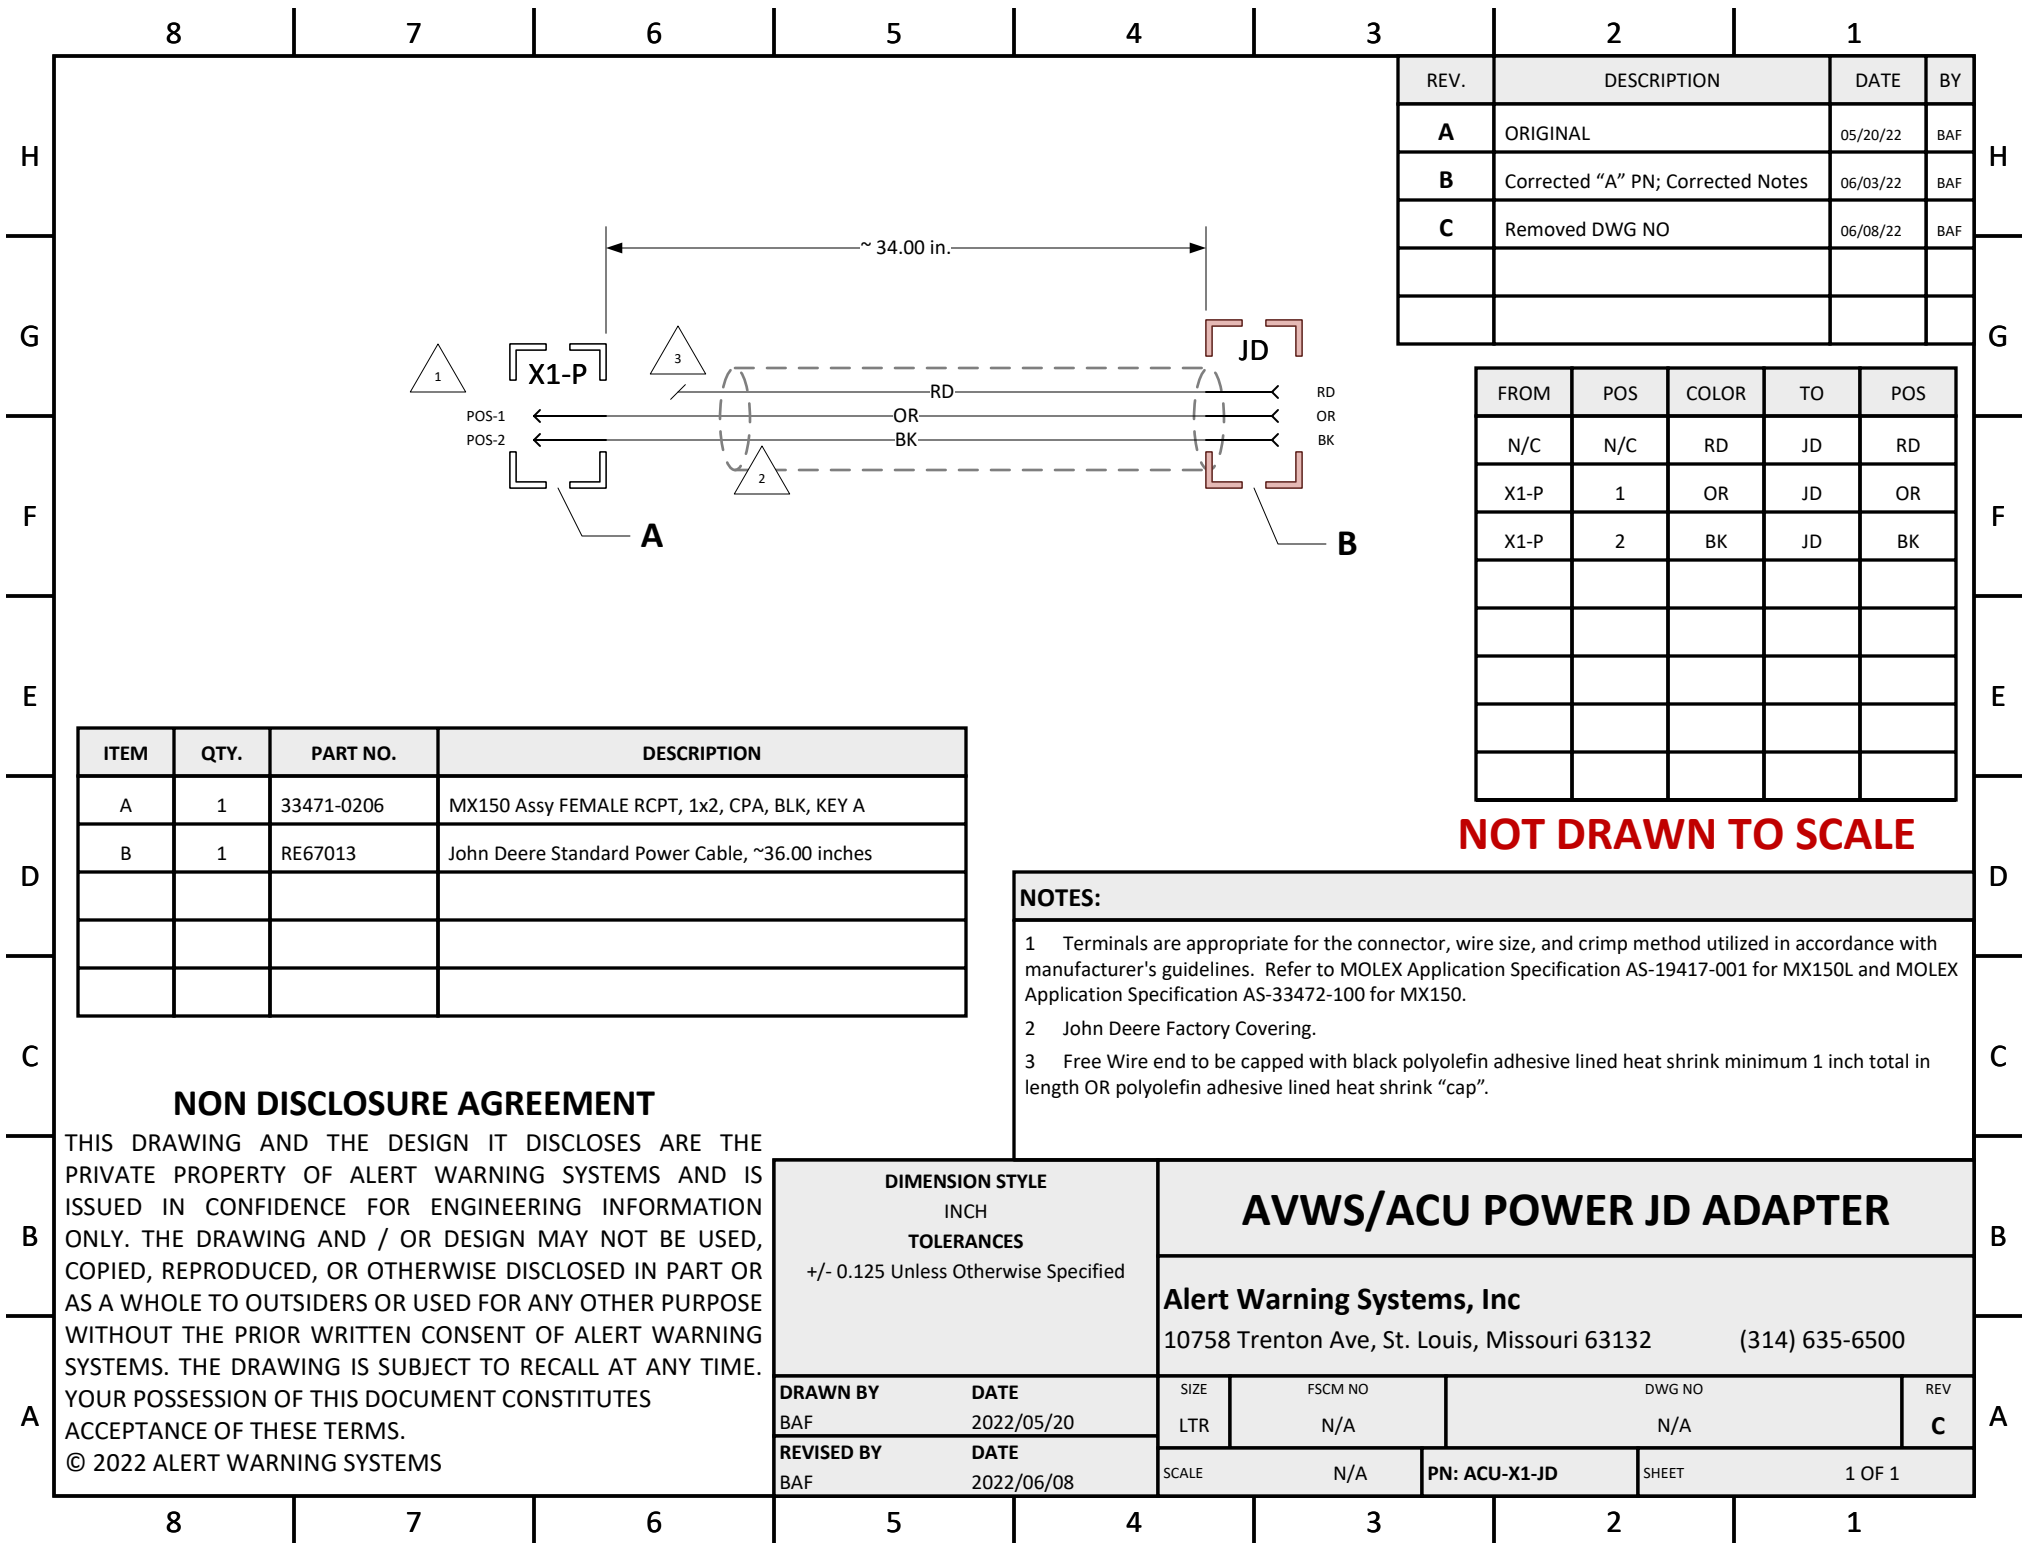 8 7 6 5 4 3 2 1
H
G
F
E
D
C
B
A
REV. DESCRIPTION DATE BY
A ORIGINAL 05/20/22 BAF
B Corrected “A” PN; Corrected Notes 06/03/22 BAF
C Removed DWG NO 06/08/22 BAF
~ 34.00 in.
1
X1-P
3
JD
RD RD
POS-1 OR OR
POS-2 BK BK
2
A
B
FROM POS COLOR TO POS
N/C N/C RD JD RD
X1-P 1 OR JD OR
X1-P 2 BK JD BK
ITEM QTY. PART NO. DESCRIPTION
A 1 33471-0206 MX150 Assy FEMALE RCPT, 1x2, CPA, BLK, KEY A
B 1 RE67013 John Deere Standard Power Cable, ~36.00 inches
NOT DRAWN TO SCALE
NOTES:
1 Terminals are appropriate for the connector, wire size, and crimp method utilized in accordance with
manufacturer's guidelines. Refer to MOLEX Application Specification AS-19417-001 for MX150L and MOLEX
Application Specification AS-33472-100 for MX150.
2 John Deere Factory Covering.
3 Free Wire end to be capped with black polyolefin adhesive lined heat shrink minimum 1 inch total in
length OR polyolefin adhesive lined heat shrink “cap”.
NON DISCLOSURE AGREEMENT
THIS DRAWING AND THE DESIGN IT DISCLOSES ARE THE
PRIVATE PROPERTY OF ALERT WARNING SYSTEMS AND IS
ISSUED IN CONFIDENCE FOR ENGINEERING INFORMATION
ONLY. THE DRAWING AND / OR DESIGN MAY NOT BE USED,
COPIED, REPRODUCED, OR OTHERWISE DISCLOSED IN PART OR
AS A WHOLE TO OUTSIDERS OR USED FOR ANY OTHER PURPOSE
WITHOUT THE PRIOR WRITTEN CONSENT OF ALERT WARNING
SYSTEMS. THE DRAWING IS SUBJECT TO RECALL AT ANY TIME.
YOUR POSSESSION OF THIS DOCUMENT CONSTITUTES
ACCEPTANCE OF THESE TERMS.
© 2022 ALERT WARNING SYSTEMS
DIMENSION STYLE
INCH
TOLERANCES
+/- 0.125 Unless Otherwise Specified
DRAWN BY DATE
BAF 2022/05/20
REVISED BY DATE
BAF 2022/06/08
AVWS/ACU POWER JD ADAPTER
Alert Warning Systems, Inc
10758 Trenton Ave, St. Louis, Missouri 63132 (314) 635-6500
SIZE FSCM NO DWG NO REV
LTR N/A N/A C
SCALE N/A PN: ACU-X1-JD SHEET 1 OF 1
H
G
F
E
D
C
B
A
8 7 6 5 4 3 2 1